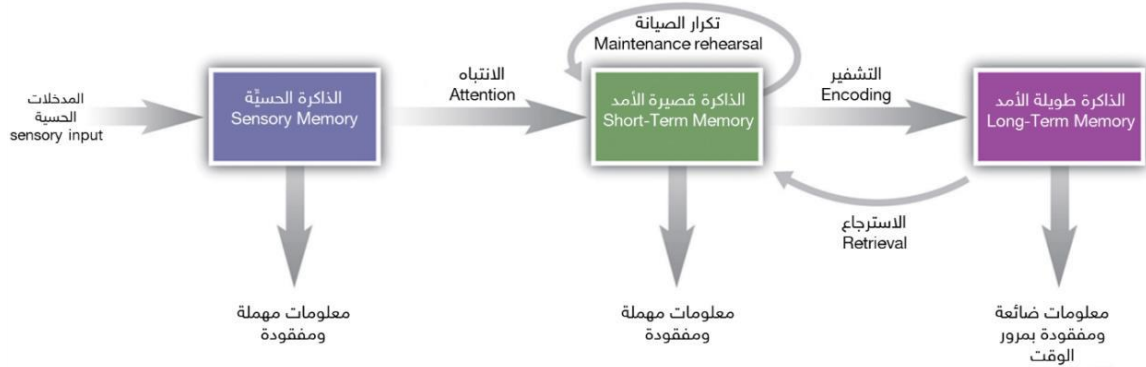 تكرار الصيانة
Maintenance rehearsal
المدخلات
الحسية
sensory input
الذاكرة الحسيَّة
Sensory Memory
الانتباه
Attention
الذاكرة قصيرة الأمد
Short-Term Memory
التشفير
Encoding
الذاكرة طويلة الأمد
Long-Term Memory
الاسترجاع
Retrieval
معلومات مهملة
ومفقودة
معلومات مهملة
ومفقودة
معلومات ضائعة
ومفقودة بمرور
الوقت